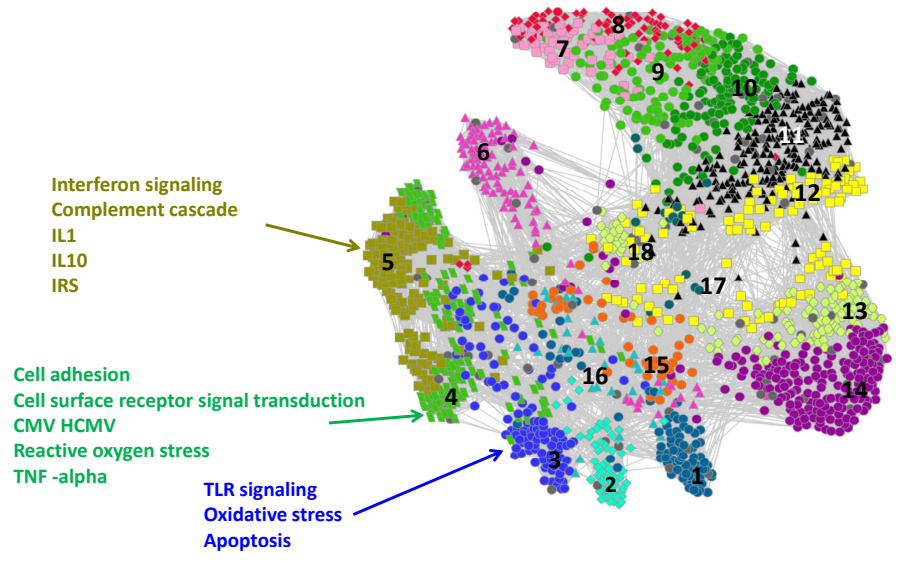 8
7
9
10
11
6
12
Interferon signaling
Complement cascade
IL1
IL10
IRS
5
18
17
13
Cell adhesion
Cell surface receptor signal transduction
CMV HCMV
Reactive oxygen stress
TNF -alpha
4
16
15
14
3
2
1
TLR signaling
Oxidative stress
Apoptosis